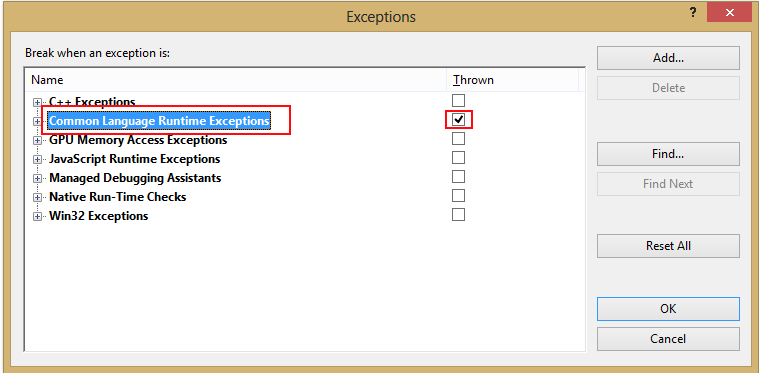 Exceptions
?
Break when an exception is:
Name Thrown
C++ Exceptions
Common Language Runtime Exceptions
GPU Memory Access Exceptions
JavaScript Runtime Exceptions
Managed Debugging Assistants
Native Run-Time Checks
Win32 Exceptions
Add...
Delete
Find...
Find Next
Reset All
OK
Cancel